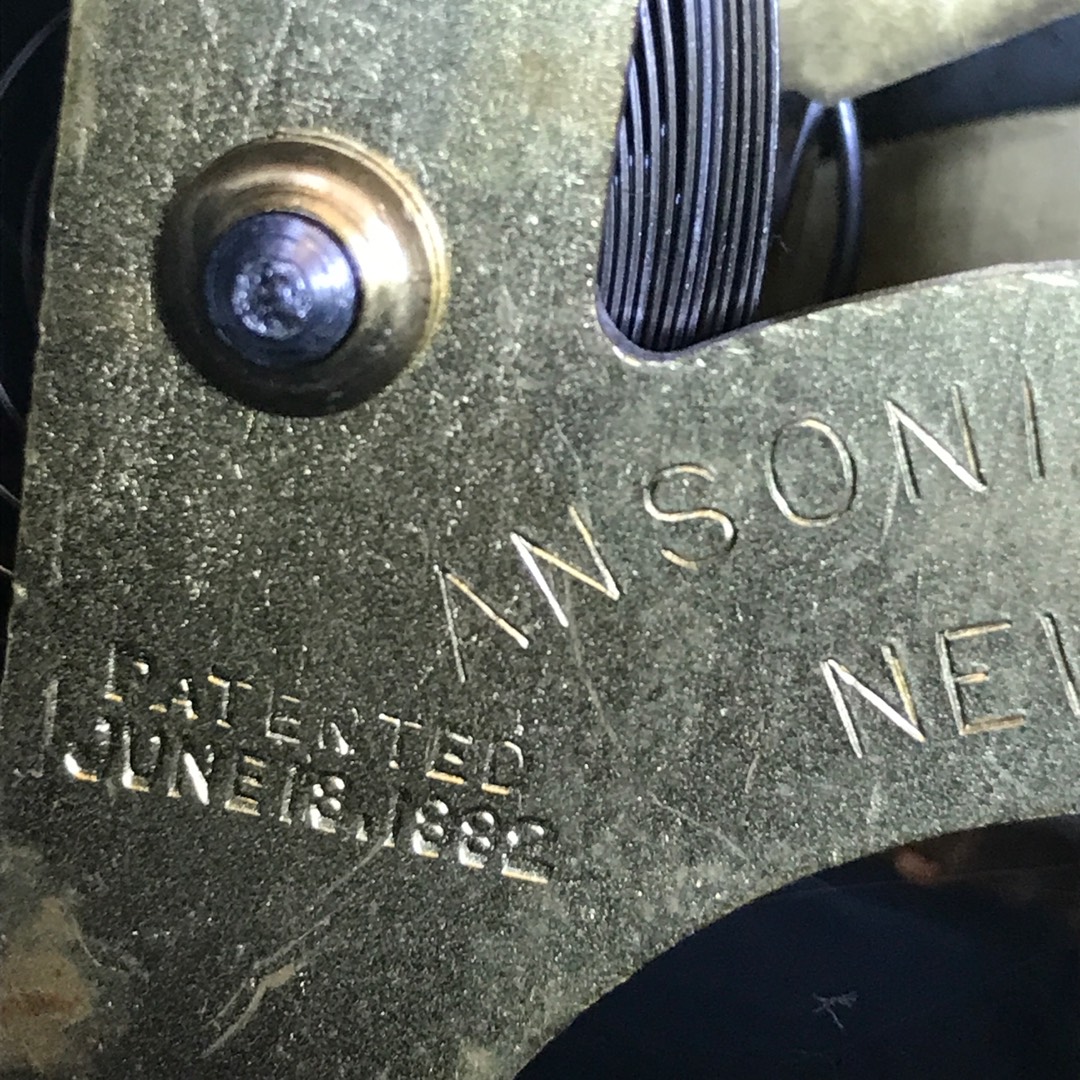 ANSONI
NE
PATENTED
JUNE 18, 1882